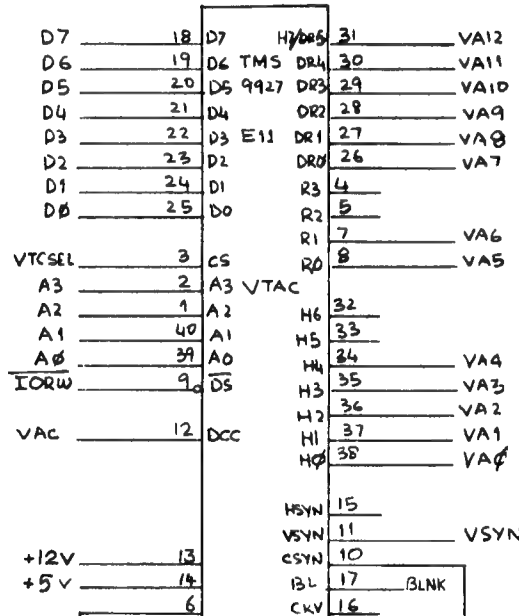 D7 18 D7 H7/DR5 31 VA12
D6 19 D6 TMS DR4 30 VA11
D5 20 D5 9927 DR3 29 VA10
D4 21 D4 DR2 28 VA9
D3 22 D3 E11 DR1 27 VA8
D2 23 D2 DRØ 26 VA7
D1 24 D1 R3 4
DØ 25 D0 R2 5
R1 7 VA6
VTCSEL 3 CS RØ 8 VA5
A3 2 A3 VTAC
A2 1 A2 H6 32
A1 40 A1 H5 33
AØ 39 A0 H4 34 VA4
IORW 9 DS H3 35 VA3
H2 36 VA2
VAC 12 DCC H1 37 VA1
HØ 38 VAØ
HSYN 15
VSYN 11 VSYN
+12V 13 CSYN 10
+5V 14 BL 17 BLNK
6 CKV 16